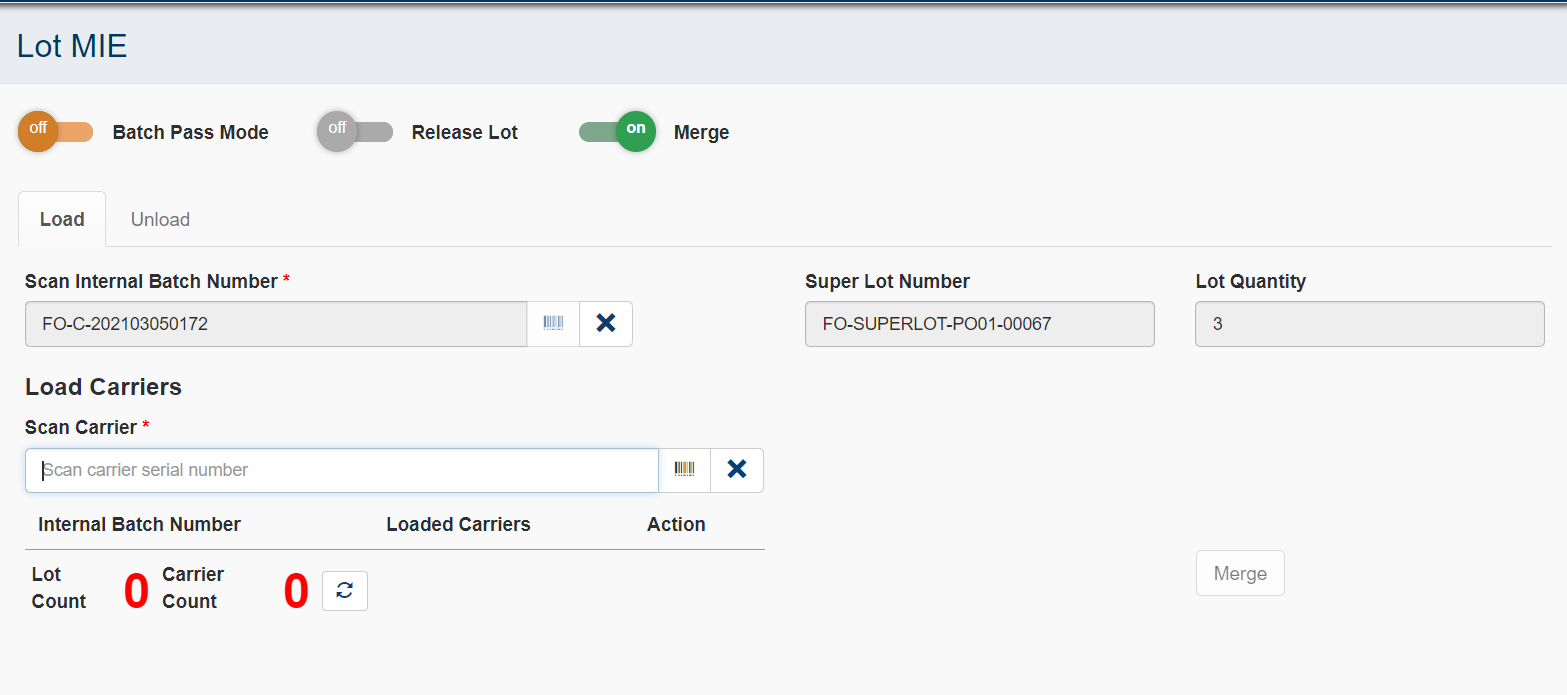 Lot MIE
off Batch Pass Mode off Release Lot on Merge
Load Unload
Scan Internal Batch Number * Super Lot Number Lot Quantity
FO-C-202103050172 FO-SUPERLOT-PO01-00067 3
Load Carriers
Scan Carrier *
Scan carrier serial number
Internal Batch Number Loaded Carriers Action
Lot Count 0 Carrier Count 0
Merge